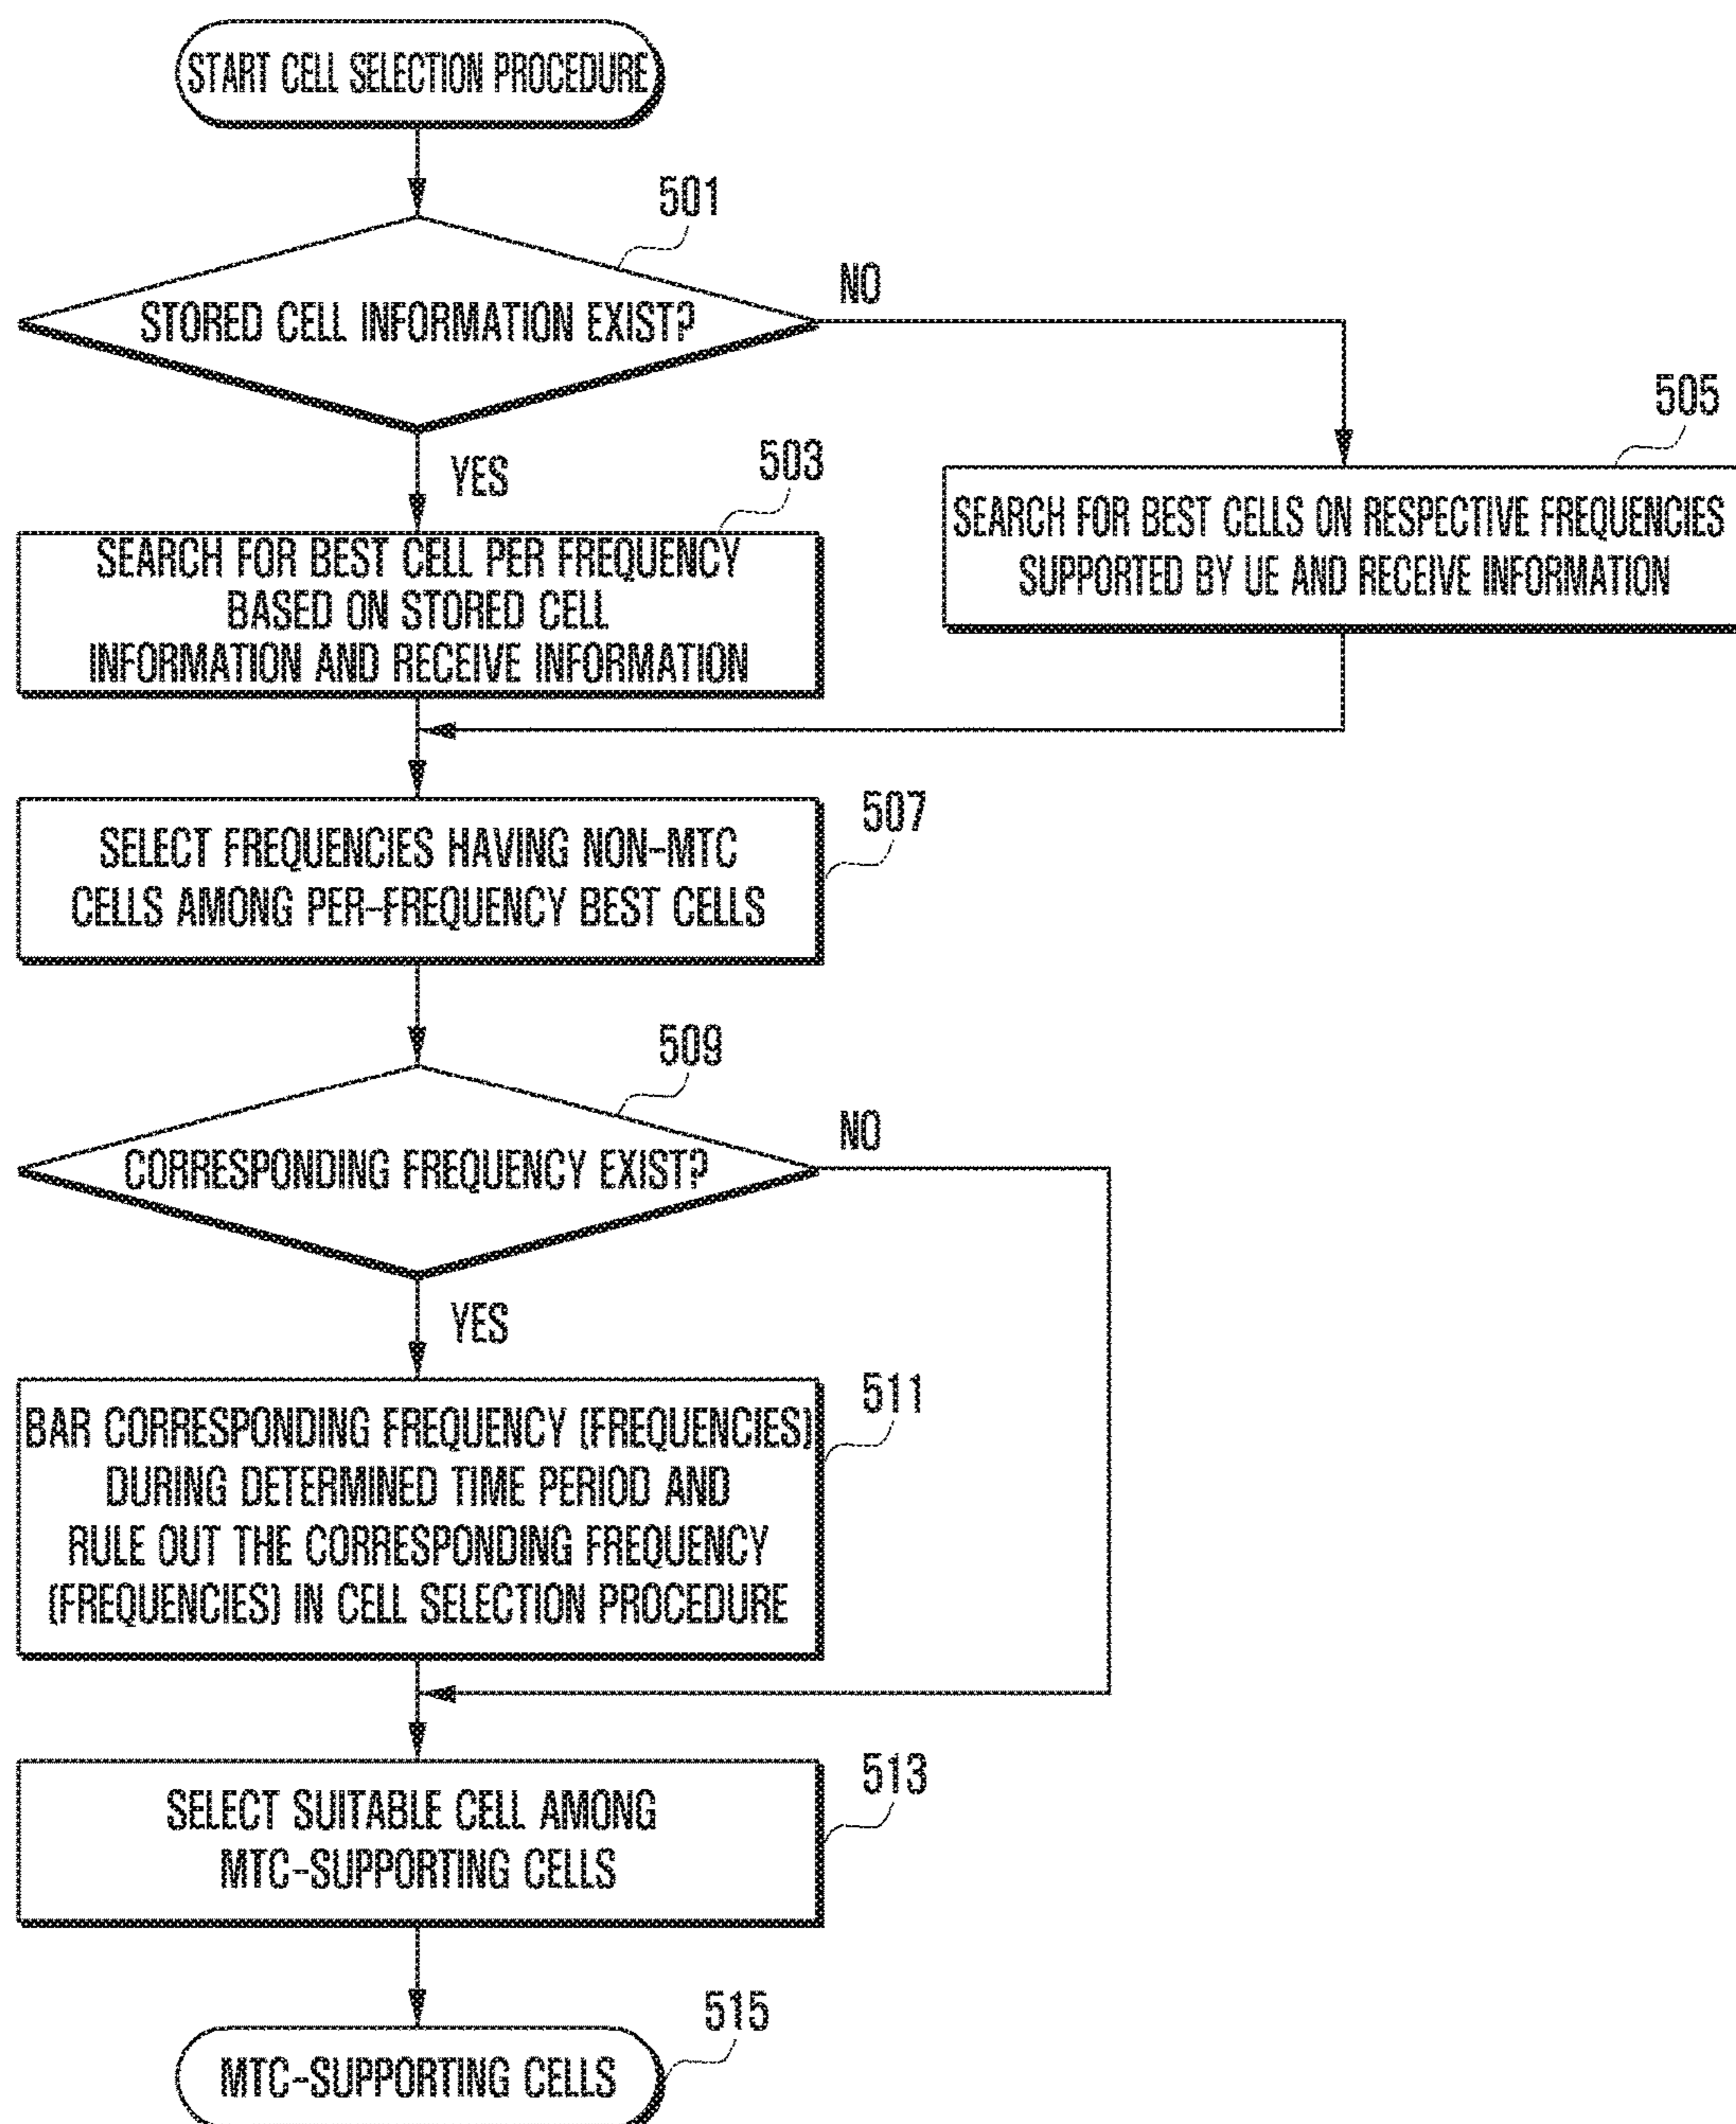 START CELL SELECTION PROCEDURE
501
STORED CELL INFORMATION EXIST?
NO
YES
503
SEARCH FOR BEST CELL PER FREQUENCY
BASED ON STORED CELL
INFORMATION AND RECEIVE INFORMATION
505
SEARCH FOR BEST CELLS ON RESPECTIVE FREQUENCIES
SUPPORTED BY UE AND RECEIVE INFORMATION
507
SELECT FREQUENCIES HAVING NON-MTC
CELLS AMONG PER-FREQUENCY BEST CELLS
509
CORRESPONDING FREQUENCY EXIST?
NO
YES
511
BAR CORRESPONDING FREQUENCY (FREQUENCIES)
DURING DETERMINED TIME PERIOD AND
RULE OUT THE CORRESPONDING FREQUENCY
(FREQUENCIES) IN CELL SELECTION PROCEDURE
513
SELECT SUITABLE CELL AMONG
MTC-SUPPORTING CELLS
515
MTC-SUPPORTING CELLS